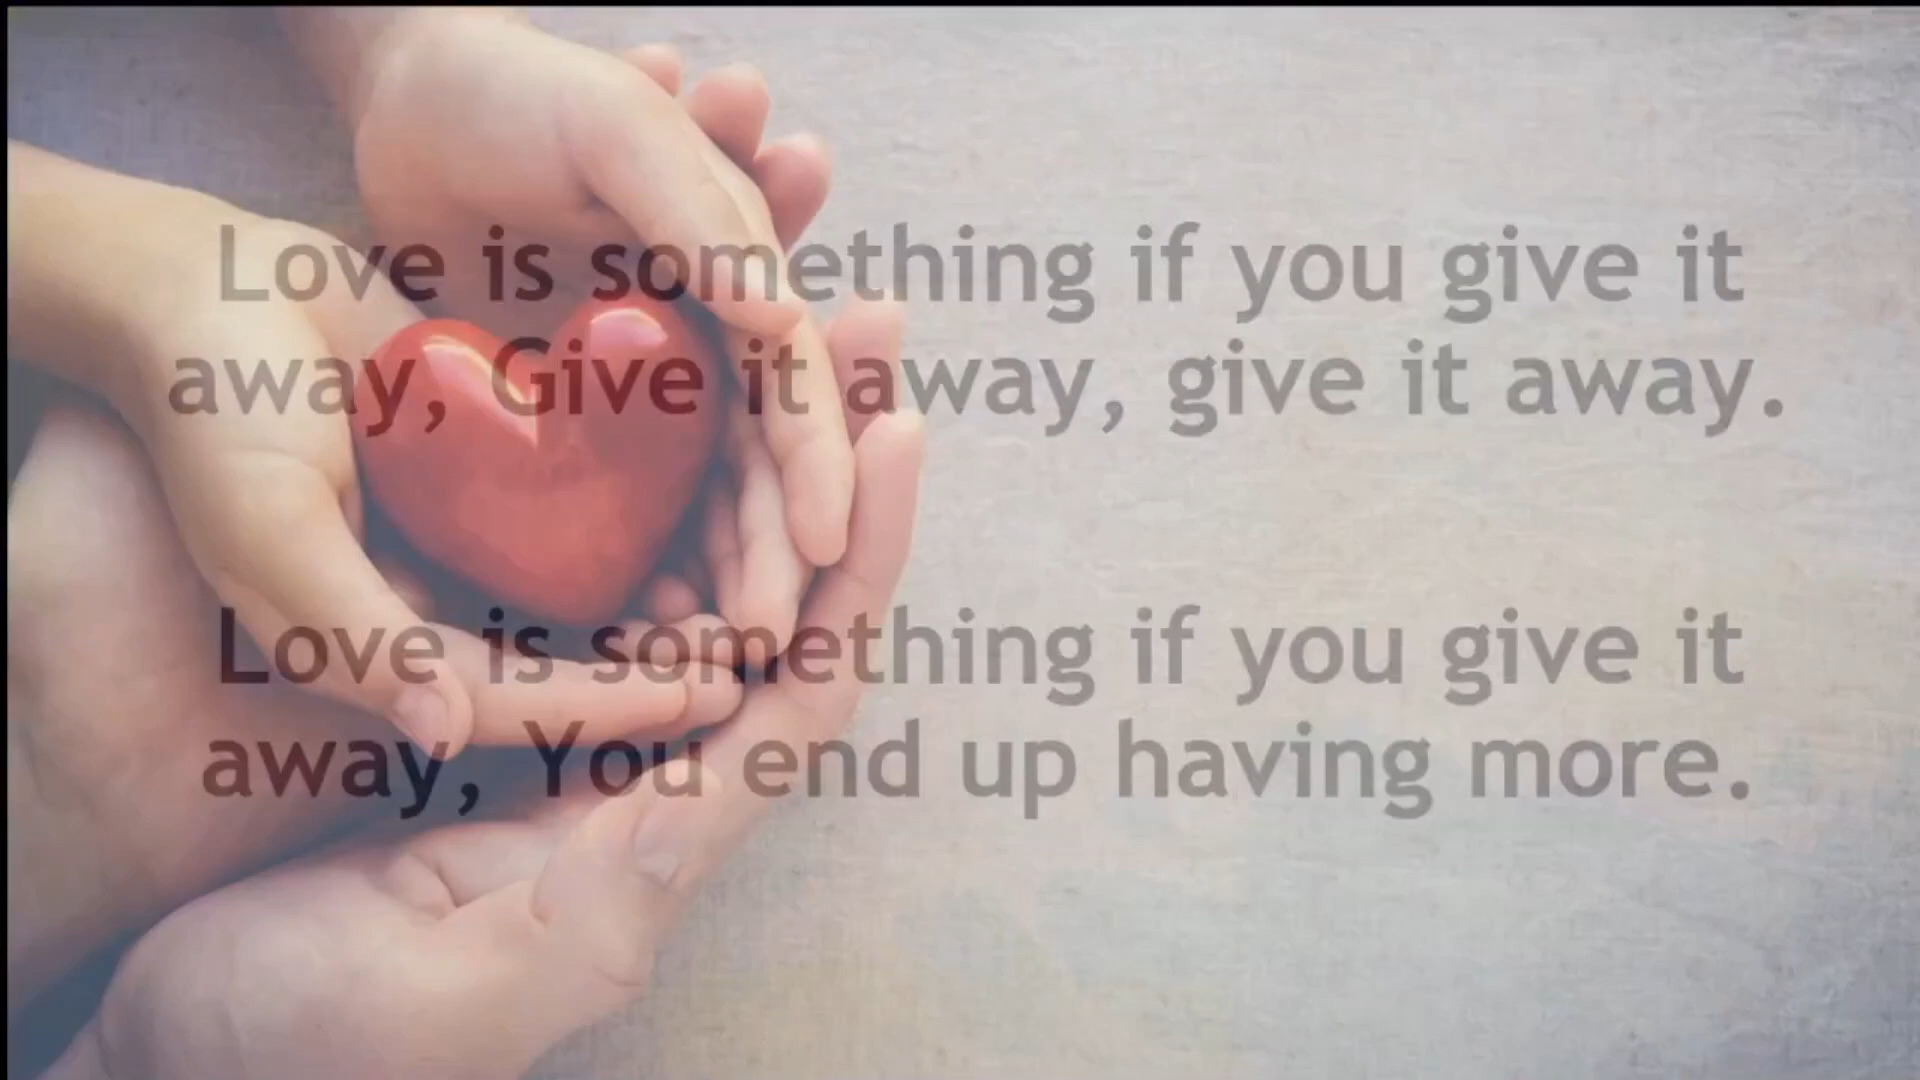 Love is something if you give it
away, Give it away, give it away.
Love is something if you give it
away, You end up having more.